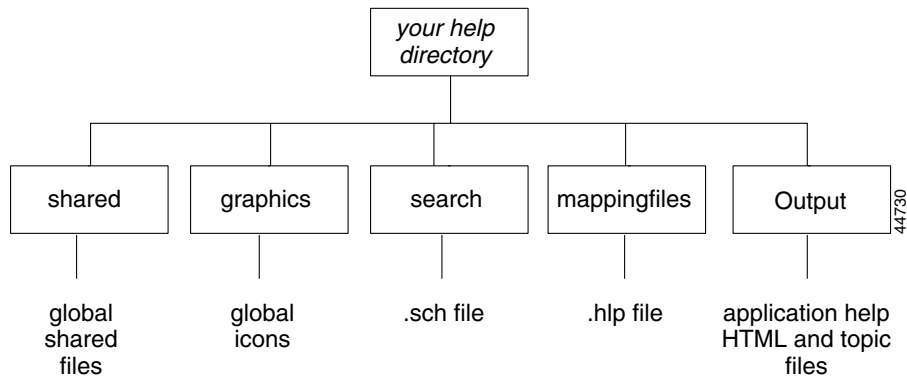 your help
directory
shared
graphics
search
mappingfiles
Output
44730
global
shared
files
global
icons
.sch file
.hlp file
application help
HTML and topic
files